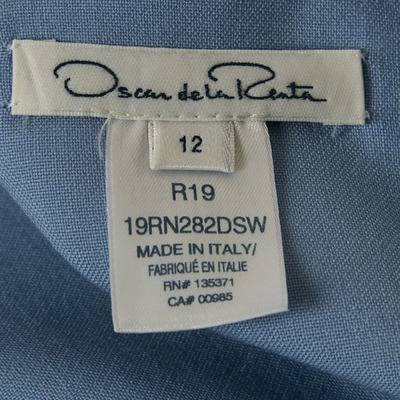 Oscar de la Renta
12
R19
19RN282DSW
MADE IN ITALY/
FABRIQUÉ EN ITALIE
RN# 135371
CA# 00985